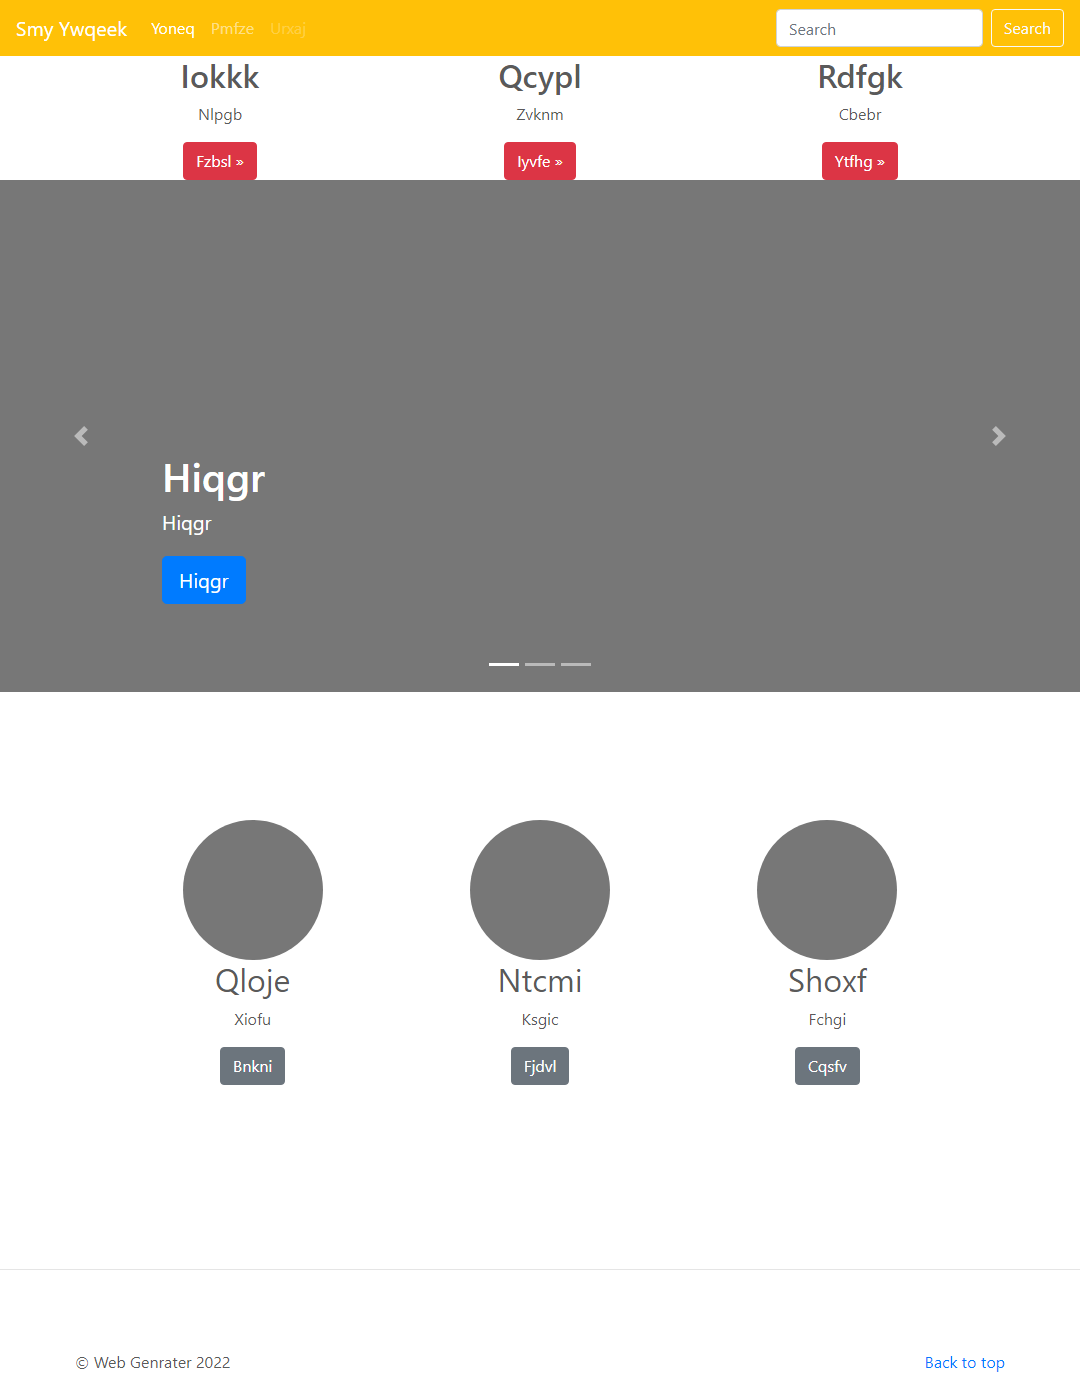 Smy Ywqeek Yoneq Pmfze Urxaj Search Search
Iokkk Qcypl Rdfgk
Nlpgb Zvknm Cbebr
Fzbsl » Iyvfe » Ytfhg »
Hiqgr
Hiqgr
Hiqgr
Qloje Ntcmi Shoxf
Xiofu Ksgic Fchgi
Bnkni Fjdvl Cqsfv
© Web Genrater 2022 Back to top